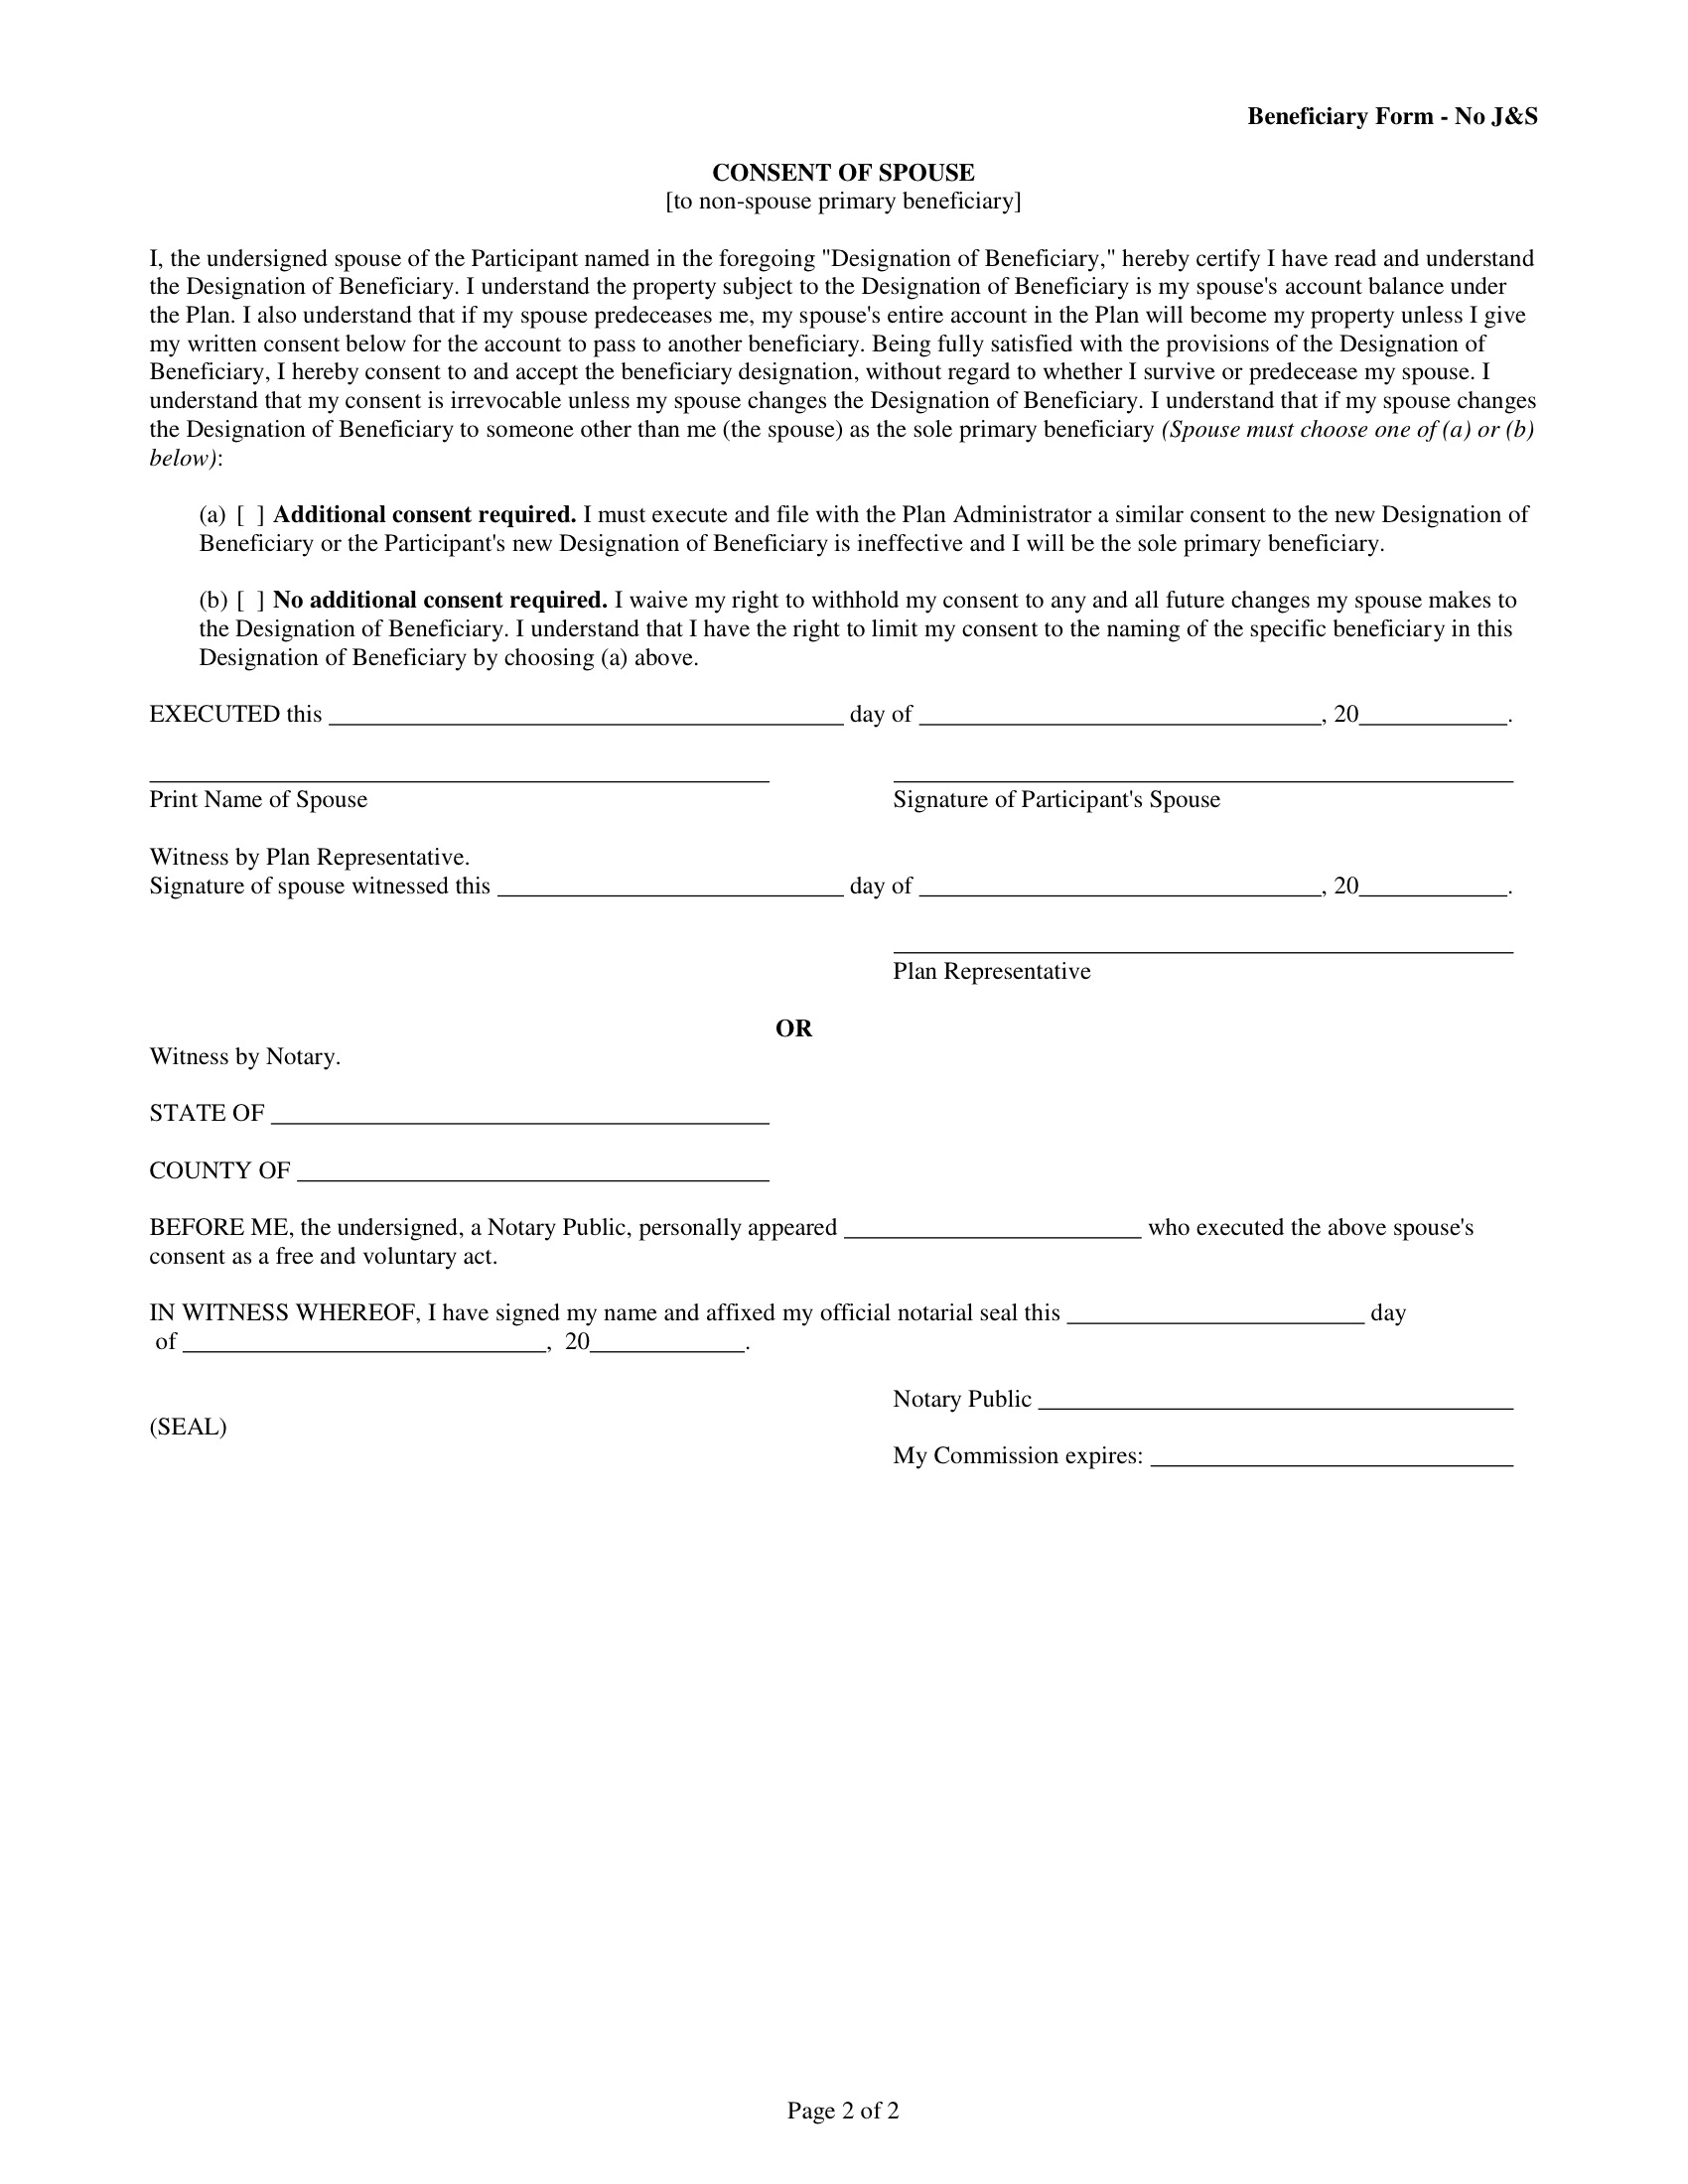 Beneficiary Form - No J&S
CONSENT OF SPOUSE
[to non-spouse primary beneficiary]
I, the undersigned spouse of the Participant named in the foregoing "Designation of Beneficiary," hereby certify I have read and understand
the Designation of Beneficiary. I understand the property subject to the Designation of Beneficiary is my spouse's account balance under
the Plan. I also understand that if my spouse predeceases me, my spouse's entire account in the Plan will become my property unless I give
my written consent below for the account to pass to another beneficiary. Being fully satisfied with the provisions of the Designation of
Beneficiary, I hereby consent to and accept the beneficiary designation, without regard to whether I survive or predecease my spouse. I
understand that my consent is irrevocable unless my spouse changes the Designation of Beneficiary. I understand that if my spouse changes
the Designation of Beneficiary to someone other than me (the spouse) as the sole primary beneficiary (Spouse must choose one of (a) or (b)
below):
(a) [ ] Additional consent required. I must execute and file with the Plan Administrator a similar consent to the new Designation of
Beneficiary or the Participant's new Designation of Beneficiary is ineffective and I will be the sole primary beneficiary.
(b) [ ] No additional consent required. I waive my right to withhold my consent to any and all future changes my spouse makes to
the Designation of Beneficiary. I understand that I have the right to limit my consent to the naming of the specific beneficiary in this
Designation of Beneficiary by choosing (a) above.
EXECUTED this ____ day of ____, 20____.
Print Name of Spouse
Signature of Participant's Spouse
Witness by Plan Representative.
Signature of spouse witnessed this ____ day of ____, 20____.
Plan Representative
OR
Witness by Notary.
STATE OF ____
COUNTY OF ____
BEFORE ME, the undersigned, a Notary Public, personally appeared ____ who executed the above spouse's
consent as a free and voluntary act.
IN WITNESS WHEREOF, I have signed my name and affixed my official notarial seal this ____ day
of ____, 20____.
Notary Public ____
(SEAL)
My Commission expires: ____
Page 2 of 2